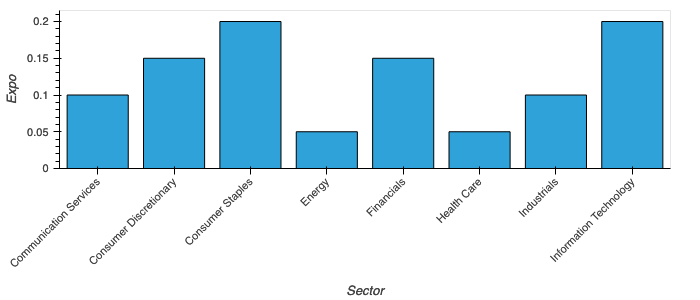 Expo
0.2
0.15
0.1
0.05
0
Communication Services
Consumer Discretionary
Consumer Staples
Energy
Financials
Health Care
Industrials
Information Technology
Sector